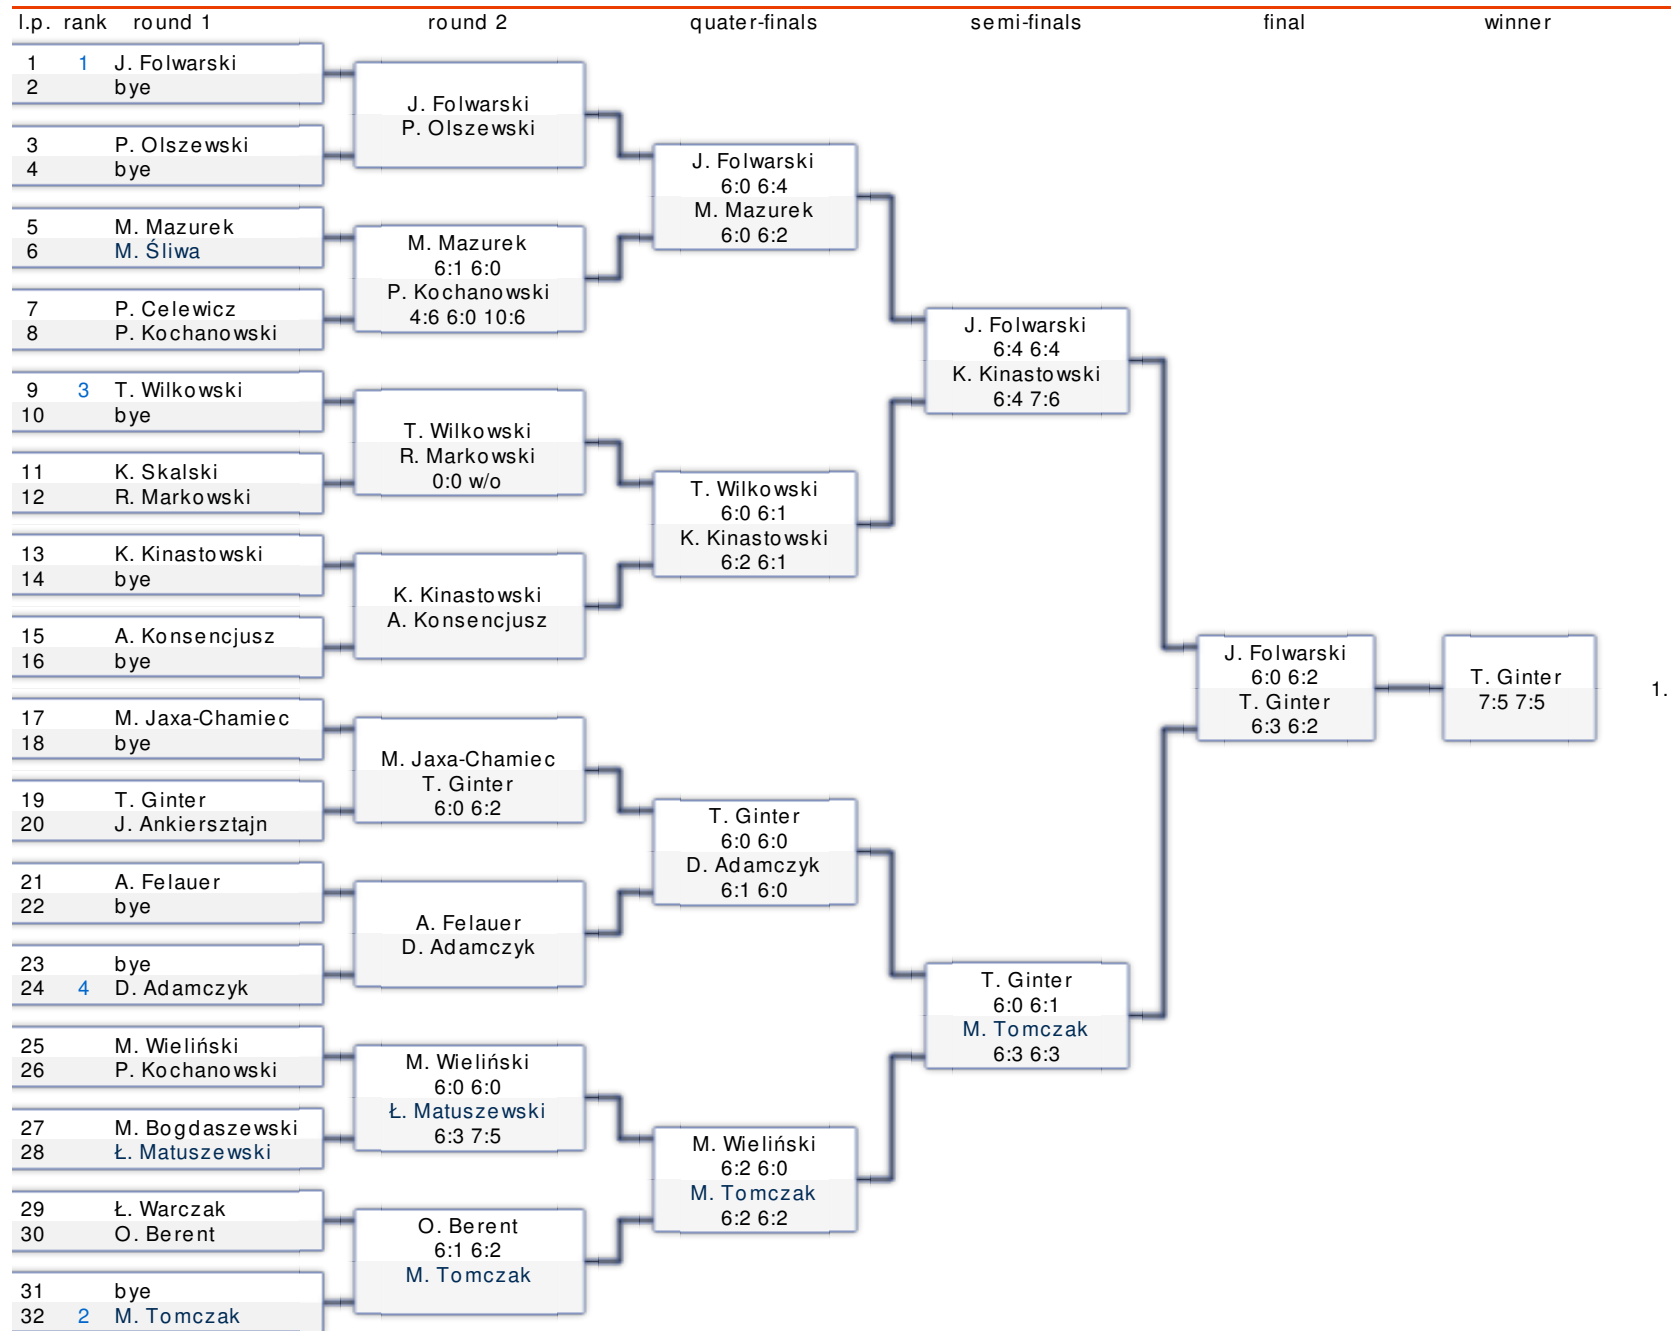 l.p. rank round 1 round 2 quater-finals semi-finals final winner
1 1 J. Folwarski
2 bye
3 P. Olszewski
4 bye
5 M. Mazurek
6 M. Śliwa
7 P. Celewicz
8 P. Kochanowski
9 3 T. Wilkowski
10 bye
11 K. Skalski
12 R. Markowski
13 K. Kinastowski
14 bye
15 A. Konsencjusz
16 bye
17 M. Jaxa-Chamiec
18 bye
19 T. Ginter
20 J. Ankiersztajn
21 A. Felauer
22 bye
23 bye
24 4 D. Adamczyk
25 M. Wieliński
26 P. Kochanowski
27 M. Bogdaszewski
28 Ł. Matuszewski
29 Ł. Warczak
30 O. Berent
31 bye
32 2 M. Tomczak
J. Folwarski
P. Olszewski
M. Mazurek
6:1 6:0
P. Kochanowski
4:6 6:0 10:6
T. Wilkowski
R. Markowski
0:0 w/o
K. Kinastowski
A. Konsencjusz
M. Jaxa-Chamiec
T. Ginter
6:0 6:2
A. Felauer
D. Adamczyk
M. Wieliński
6:0 6:0
Ł. Matuszewski
6:3 7:5
O. Berent
6:1 6:2
M. Tomczak
J. Folwarski
6:0 6:4
M. Mazurek
6:0 6:2
T. Wilkowski
6:0 6:1
K. Kinastowski
6:2 6:1
T. Ginter
6:0 6:0
D. Adamczyk
6:1 6:0
M. Wieliński
6:2 6:0
M. Tomczak
6:2 6:2
J. Folwarski
6:4 6:4
K. Kinastowski
6:4 7:6
T. Ginter
6:0 6:1
M. Tomczak
6:3 6:3
J. Folwarski
6:0 6:2
T. Ginter
6:3 6:2
T. Ginter
7:5 7:5
1.